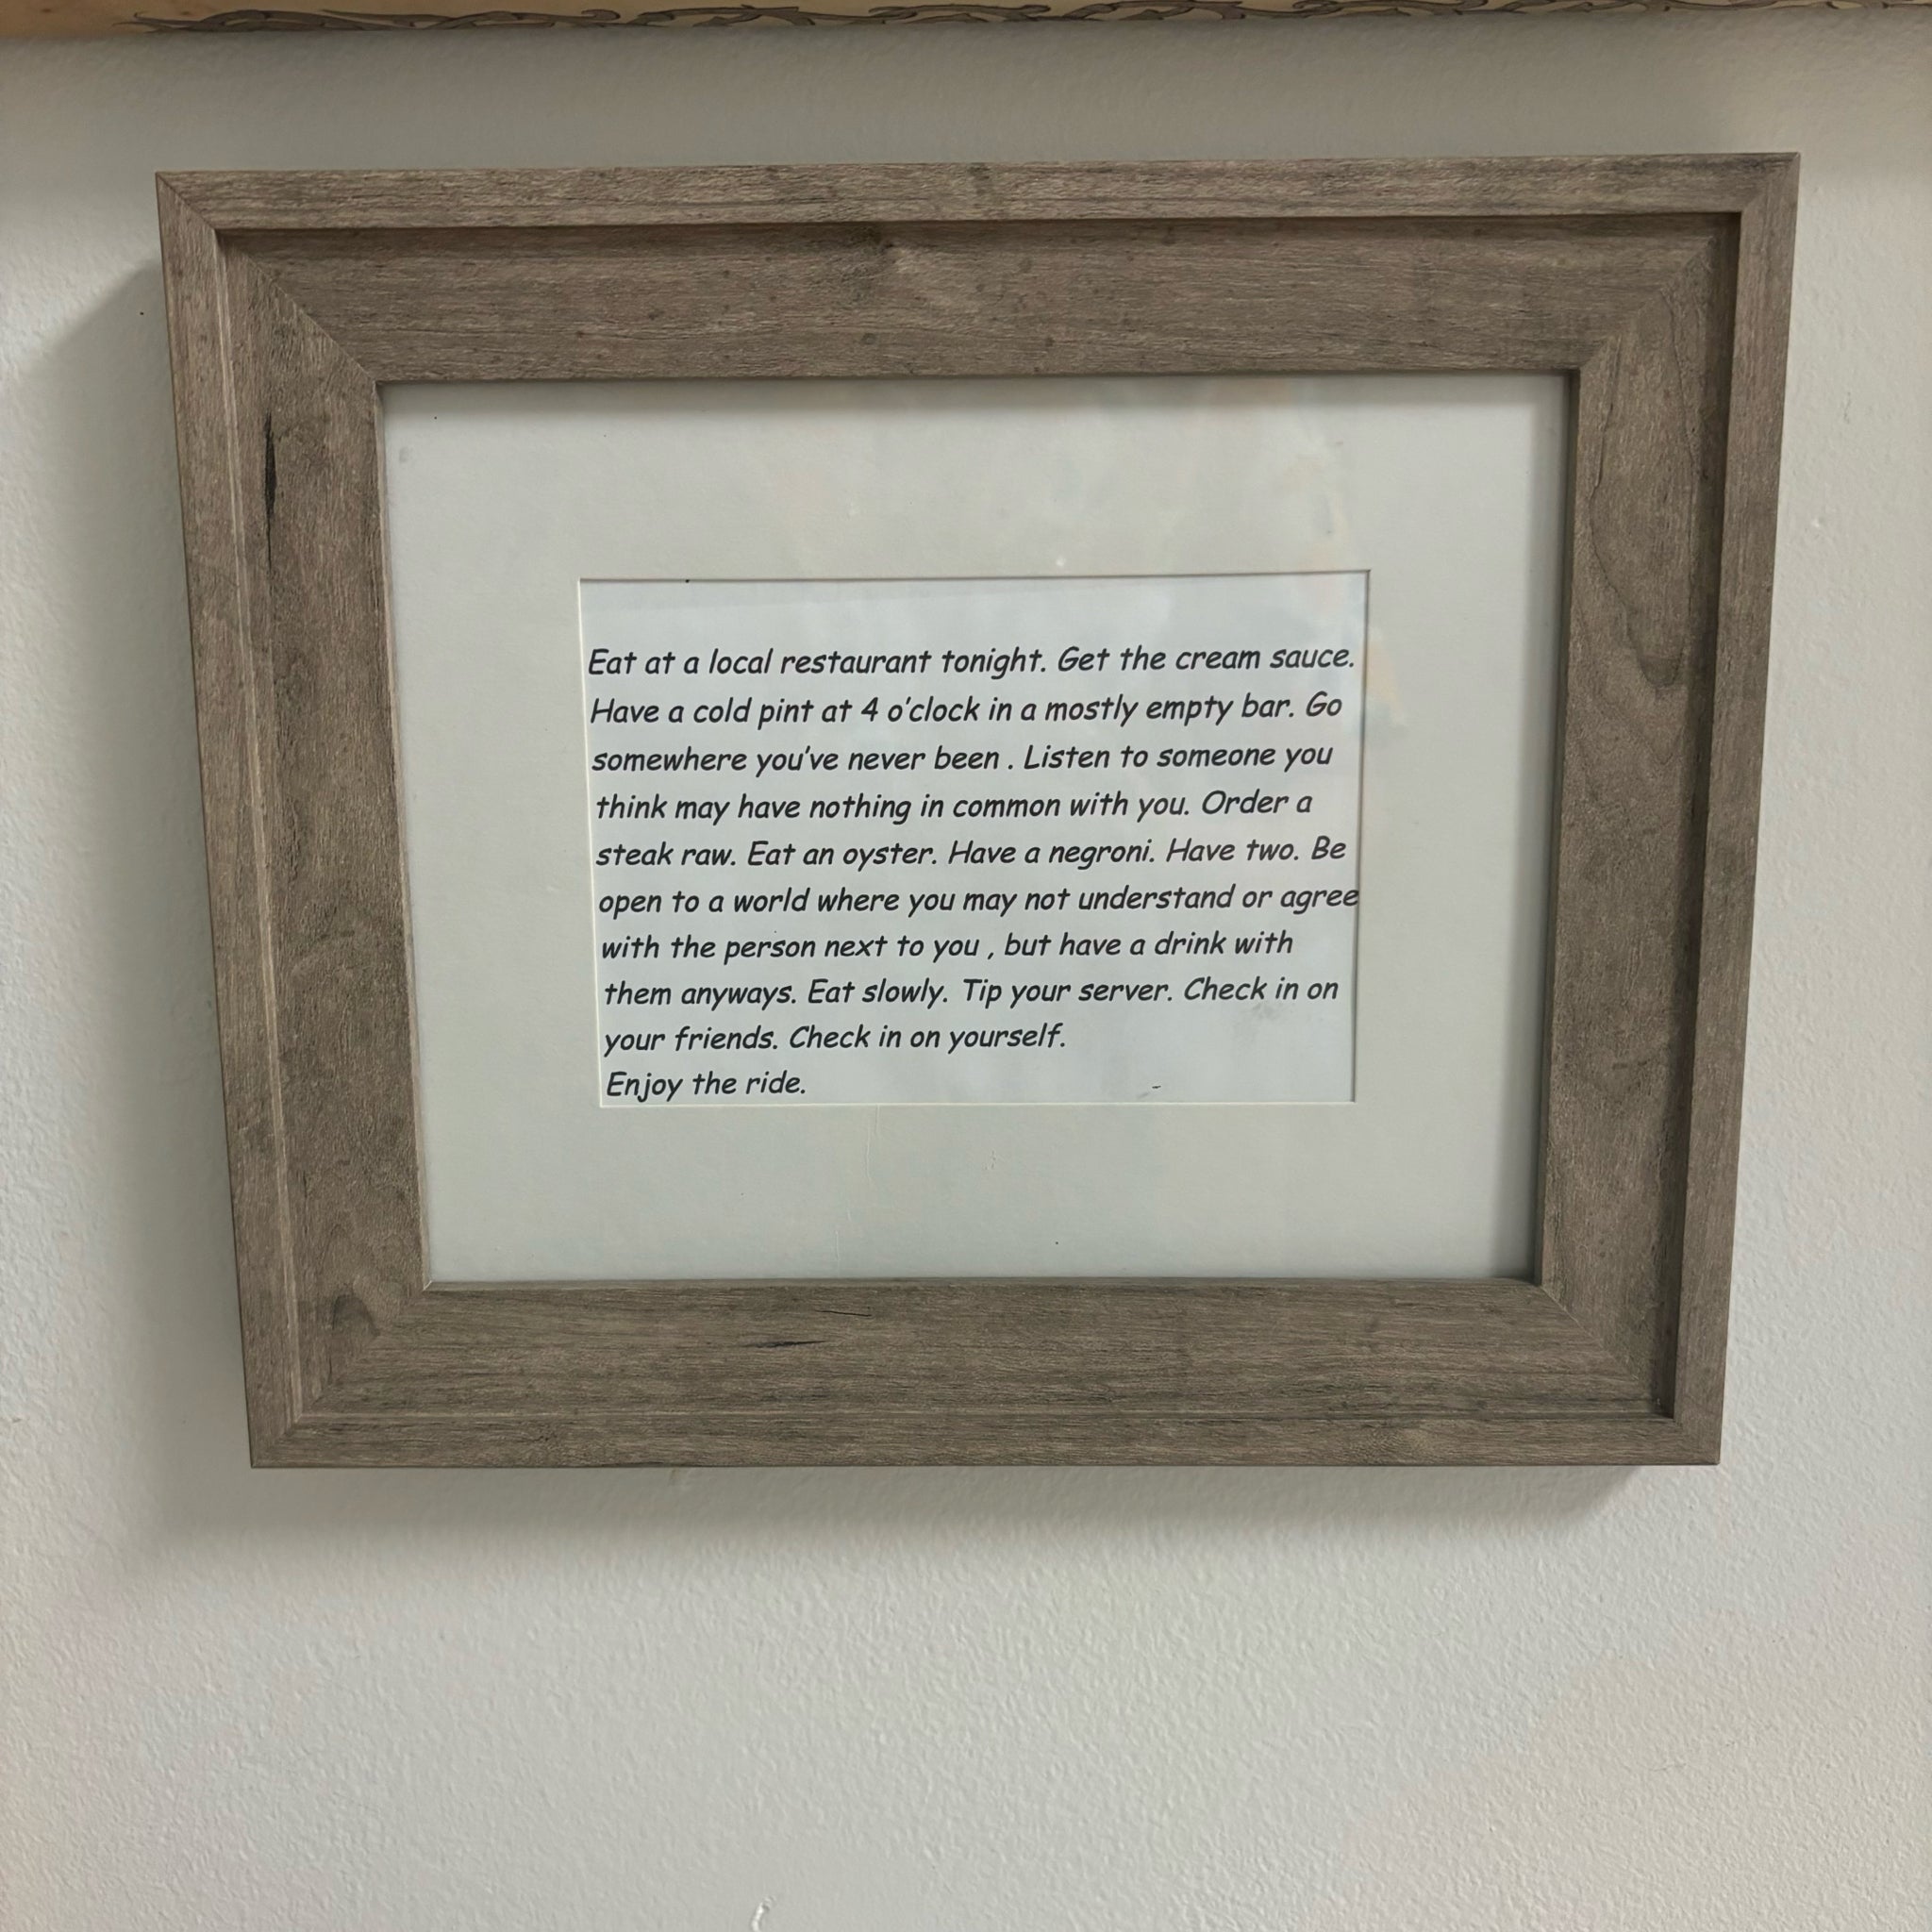 Eat at a local restaurant tonight. Get the cream sauce.
Have a cold pint at 4 o'clock in a mostly empty bar. Go
somewhere you've never been . Listen to someone you
think may have nothing in common with you. Order a
steak raw. Eat an oyster. Have a negroni. Have two. Be
open to a world where you may not understand or agree
with the person next to you , but have a drink with
them anyways. Eat slowly. Tip your server. Check in on
your friends. Check in on yourself.
Enjoy the ride.